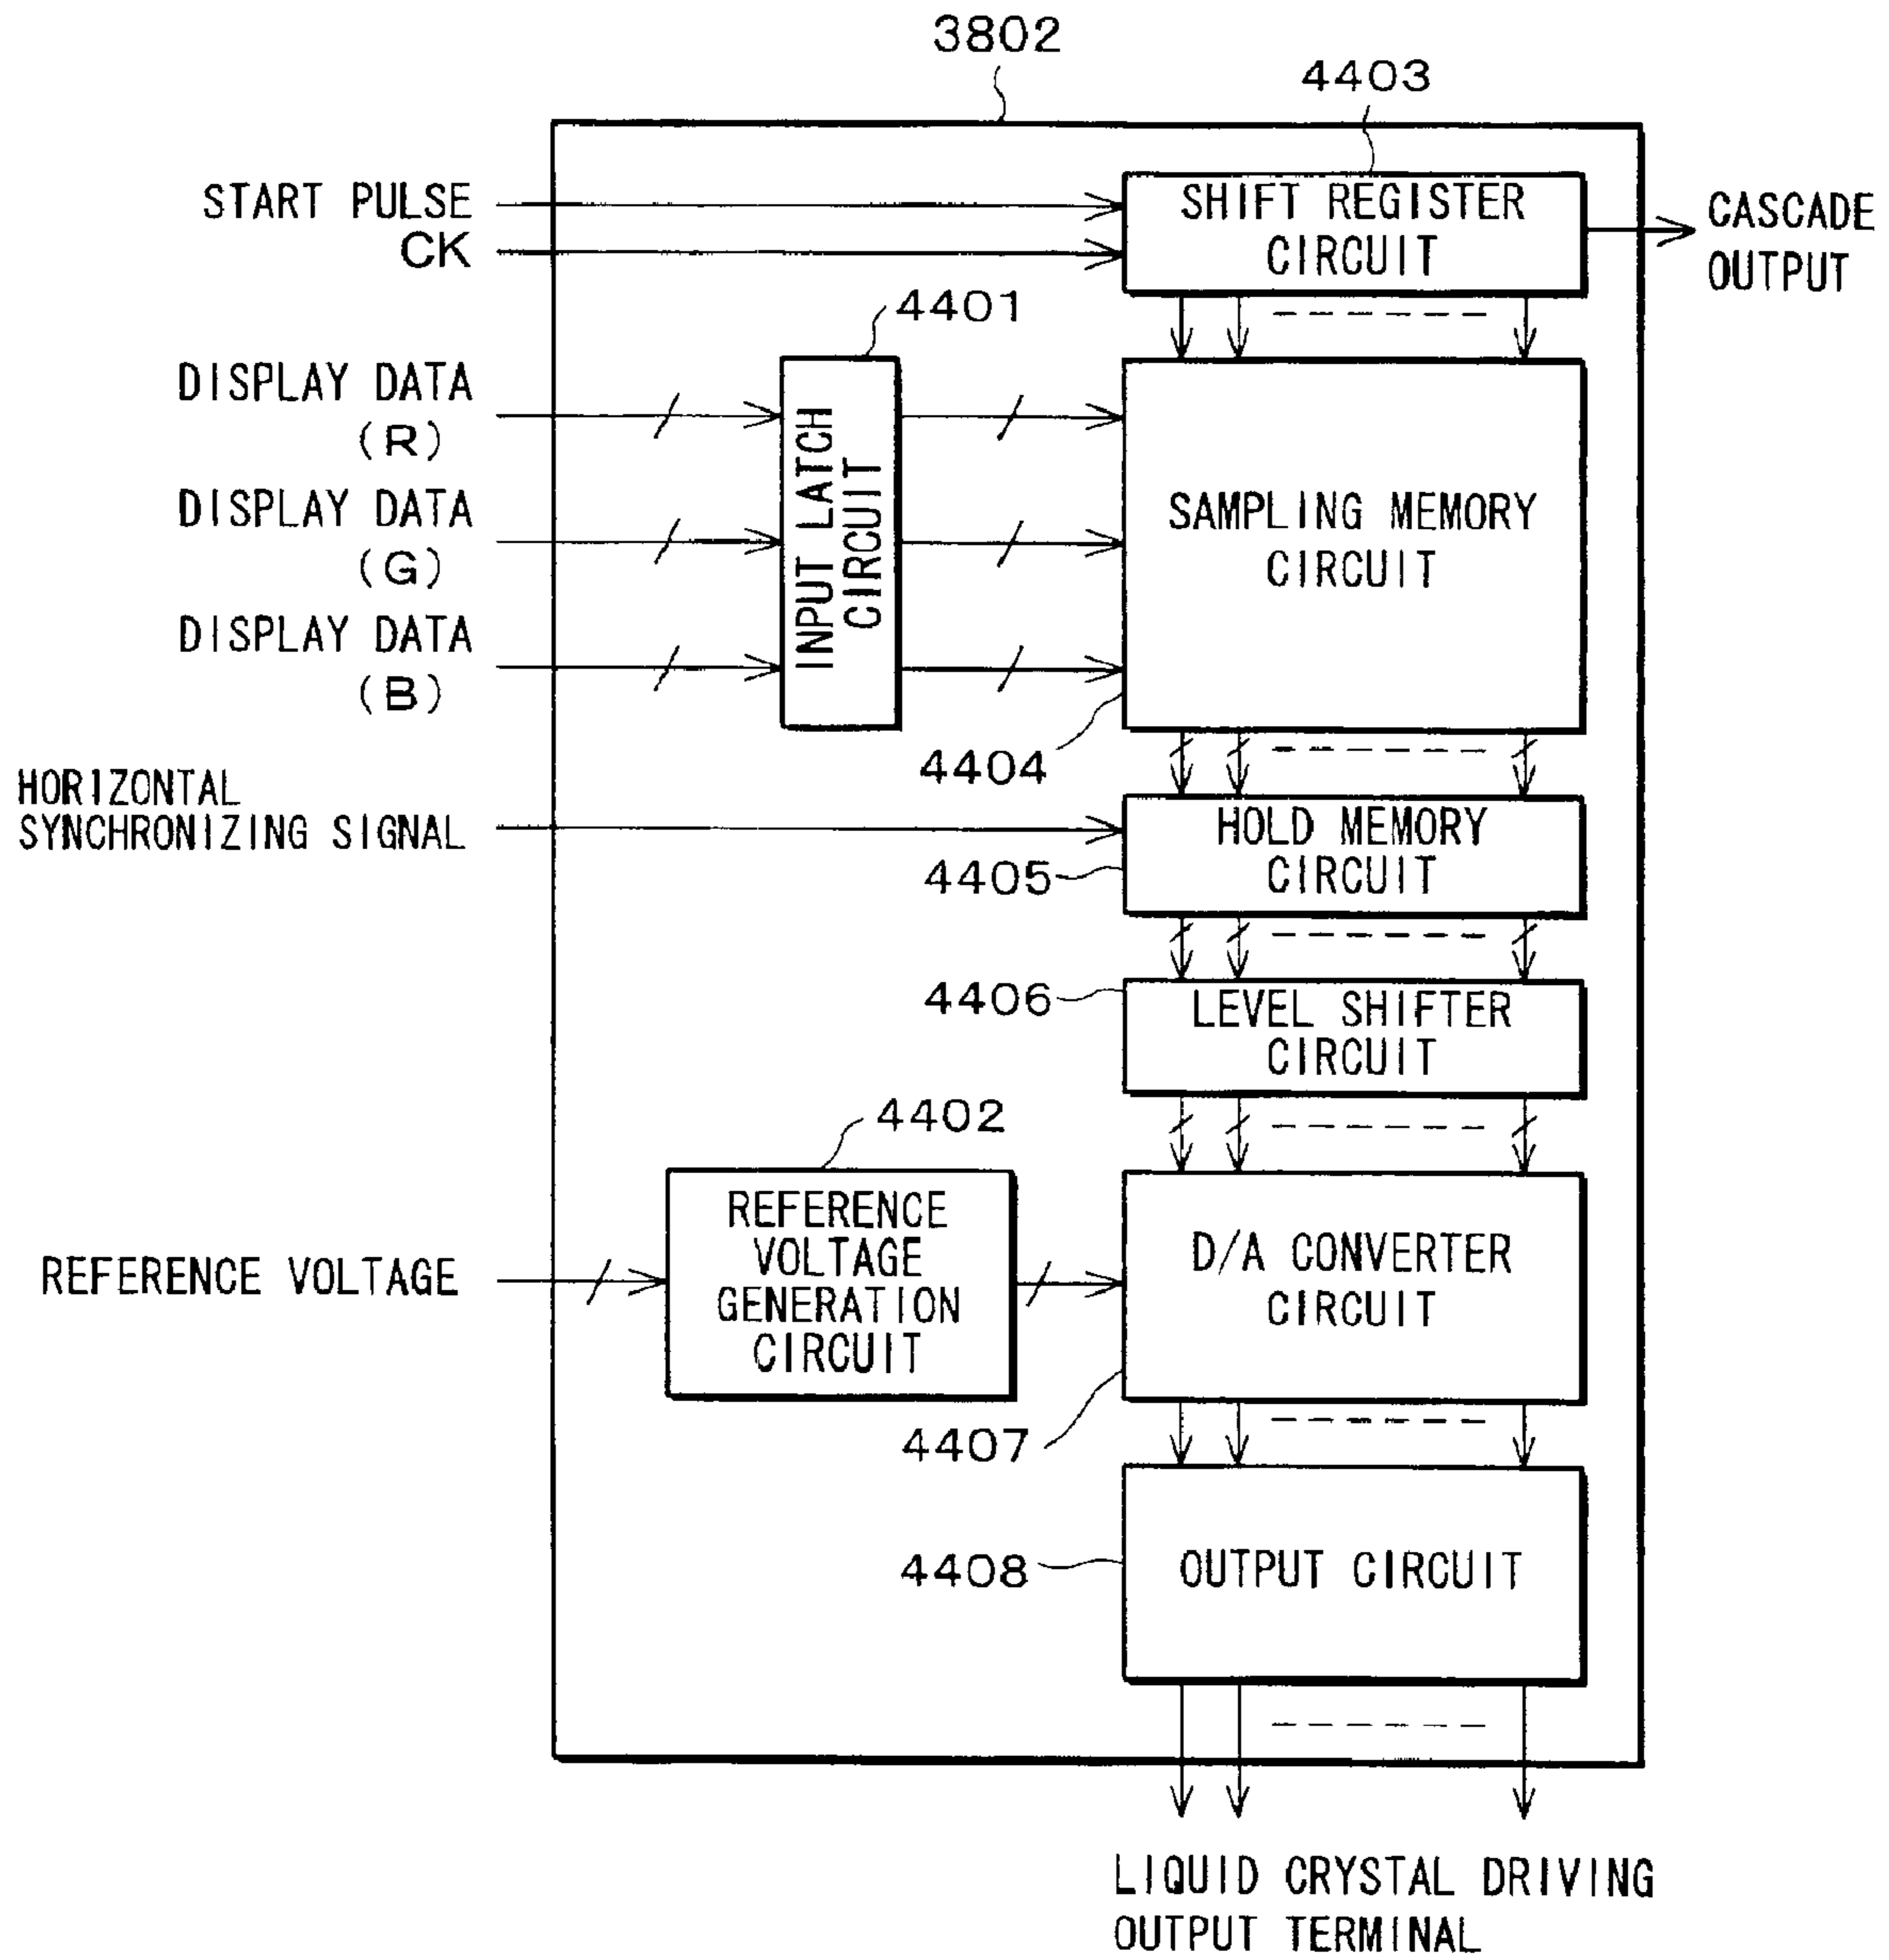 3802
4403
START PULSE
CK
SHIFT REGISTER
CIRCUIT
CASCADE
OUTPUT
4401
DISPLAY DATA
(R)
DISPLAY DATA
(G)
DISPLAY DATA
(B)
INPUT LATCH
CIRCUIT
SAMPLING MEMORY
CIRCUIT
4404
HORIZONTAL
SYNCHRONIZING SIGNAL
HOLD MEMORY
CIRCUIT
4405
4406
LEVEL SHIFTER
CIRCUIT
4402
REFERENCE VOLTAGE
REFERENCE
VOLTAGE
GENERATION
CIRCUIT
D/A CONVERTER
CIRCUIT
4407
4408
OUTPUT CIRCUIT
LIQUID CRYSTAL DRIVING
OUTPUT TERMINAL